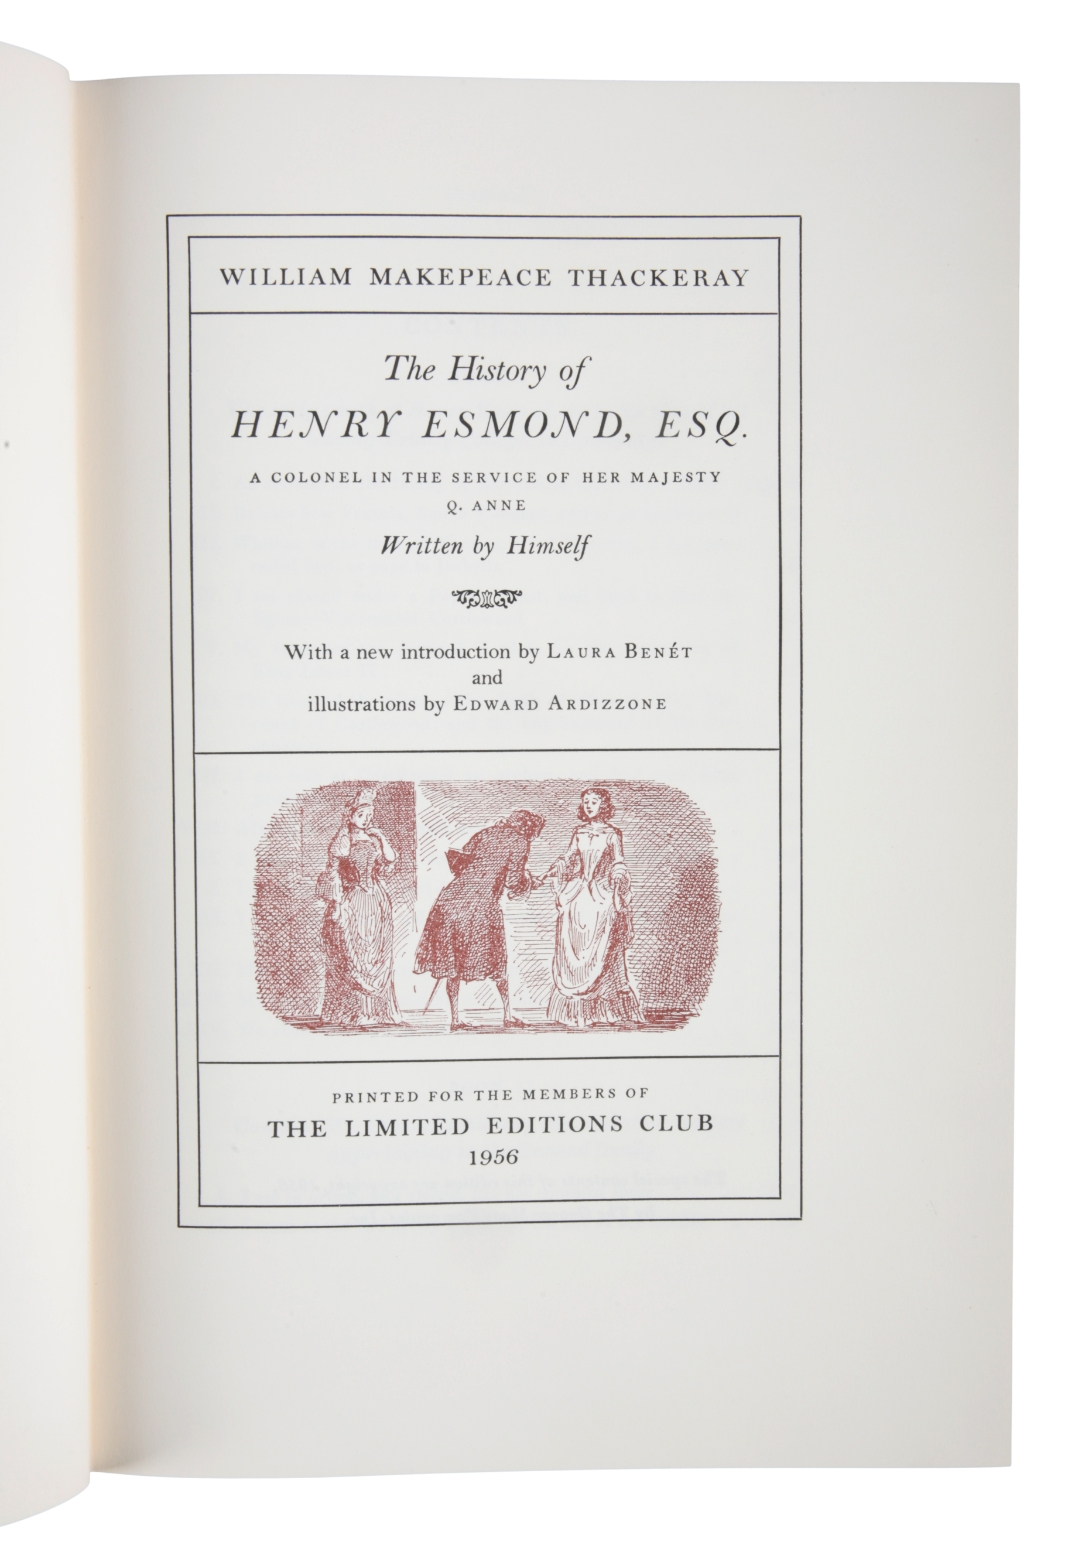 WILLIAM MAKEPEACE THACKERAY
The History of
HENRY ESMOND, ESQ.
A COLONEL IN THE SERVICE OF HER MAJESTY
Q. ANNE
Written by Himself
With a new introduction by LAURA BENÉT
and
illustrations by EDWARD ARDIZZONE
PRINTED FOR THE MEMBERS OF
THE LIMITED EDITIONS CLUB
1956